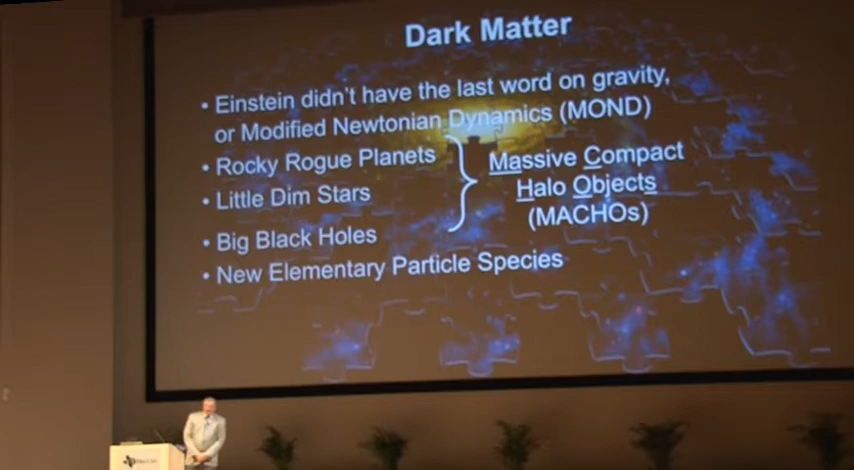 Dark Matter
• Einstein didn't have the last word on gravity,
or Modified Newtonian Dynamics (MOND)
• Rocky Rogue Planets
• Little Dim Stars
• Big Black Holes
Massive Compact
Halo Objects
(MACHOs)
• New Elementary Particle Species